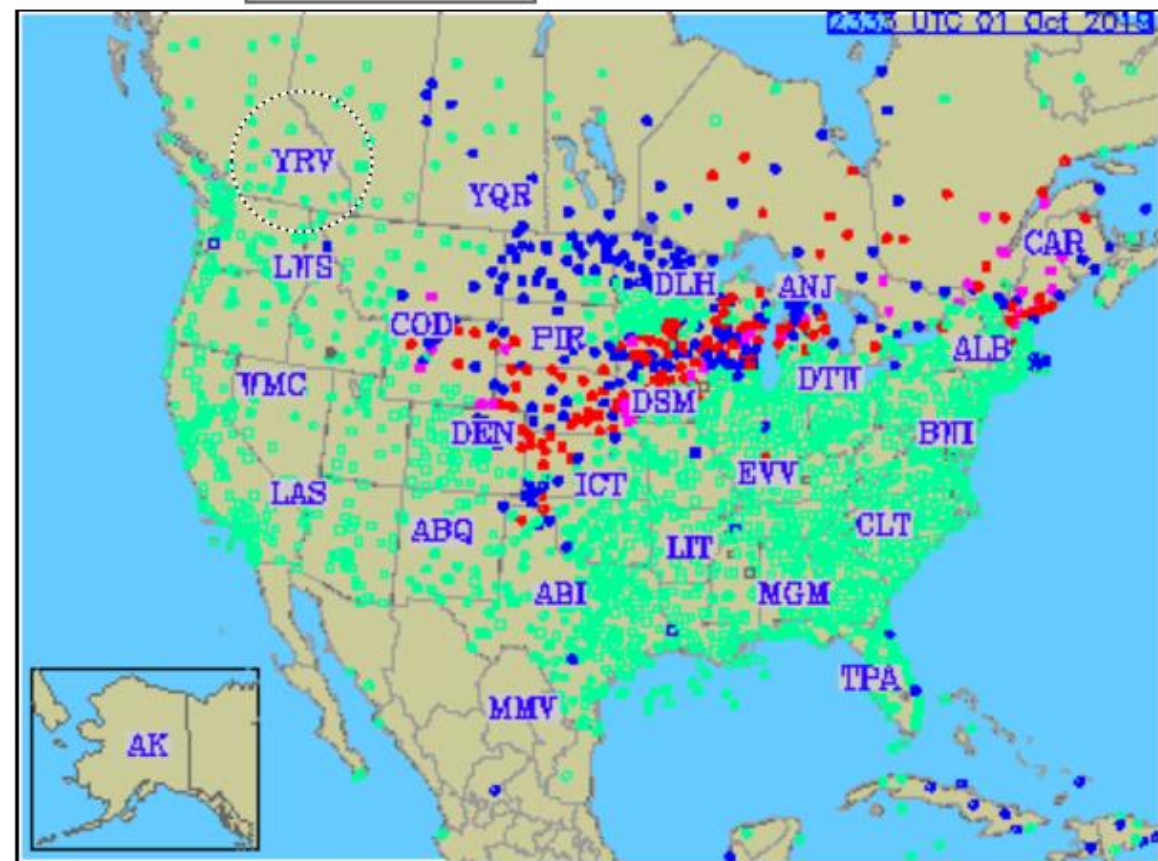 2333 UTC 01 Oct 2019
YRV
YQR
CAR
LWS
DLH
ANJ
COD
PIR
ALB
WMC
DTW
DSM
DEN
BWI
EVV
ICT
LAS
ABQ
CLT
LIT
ABI
MGM
TPA
MMV
AK